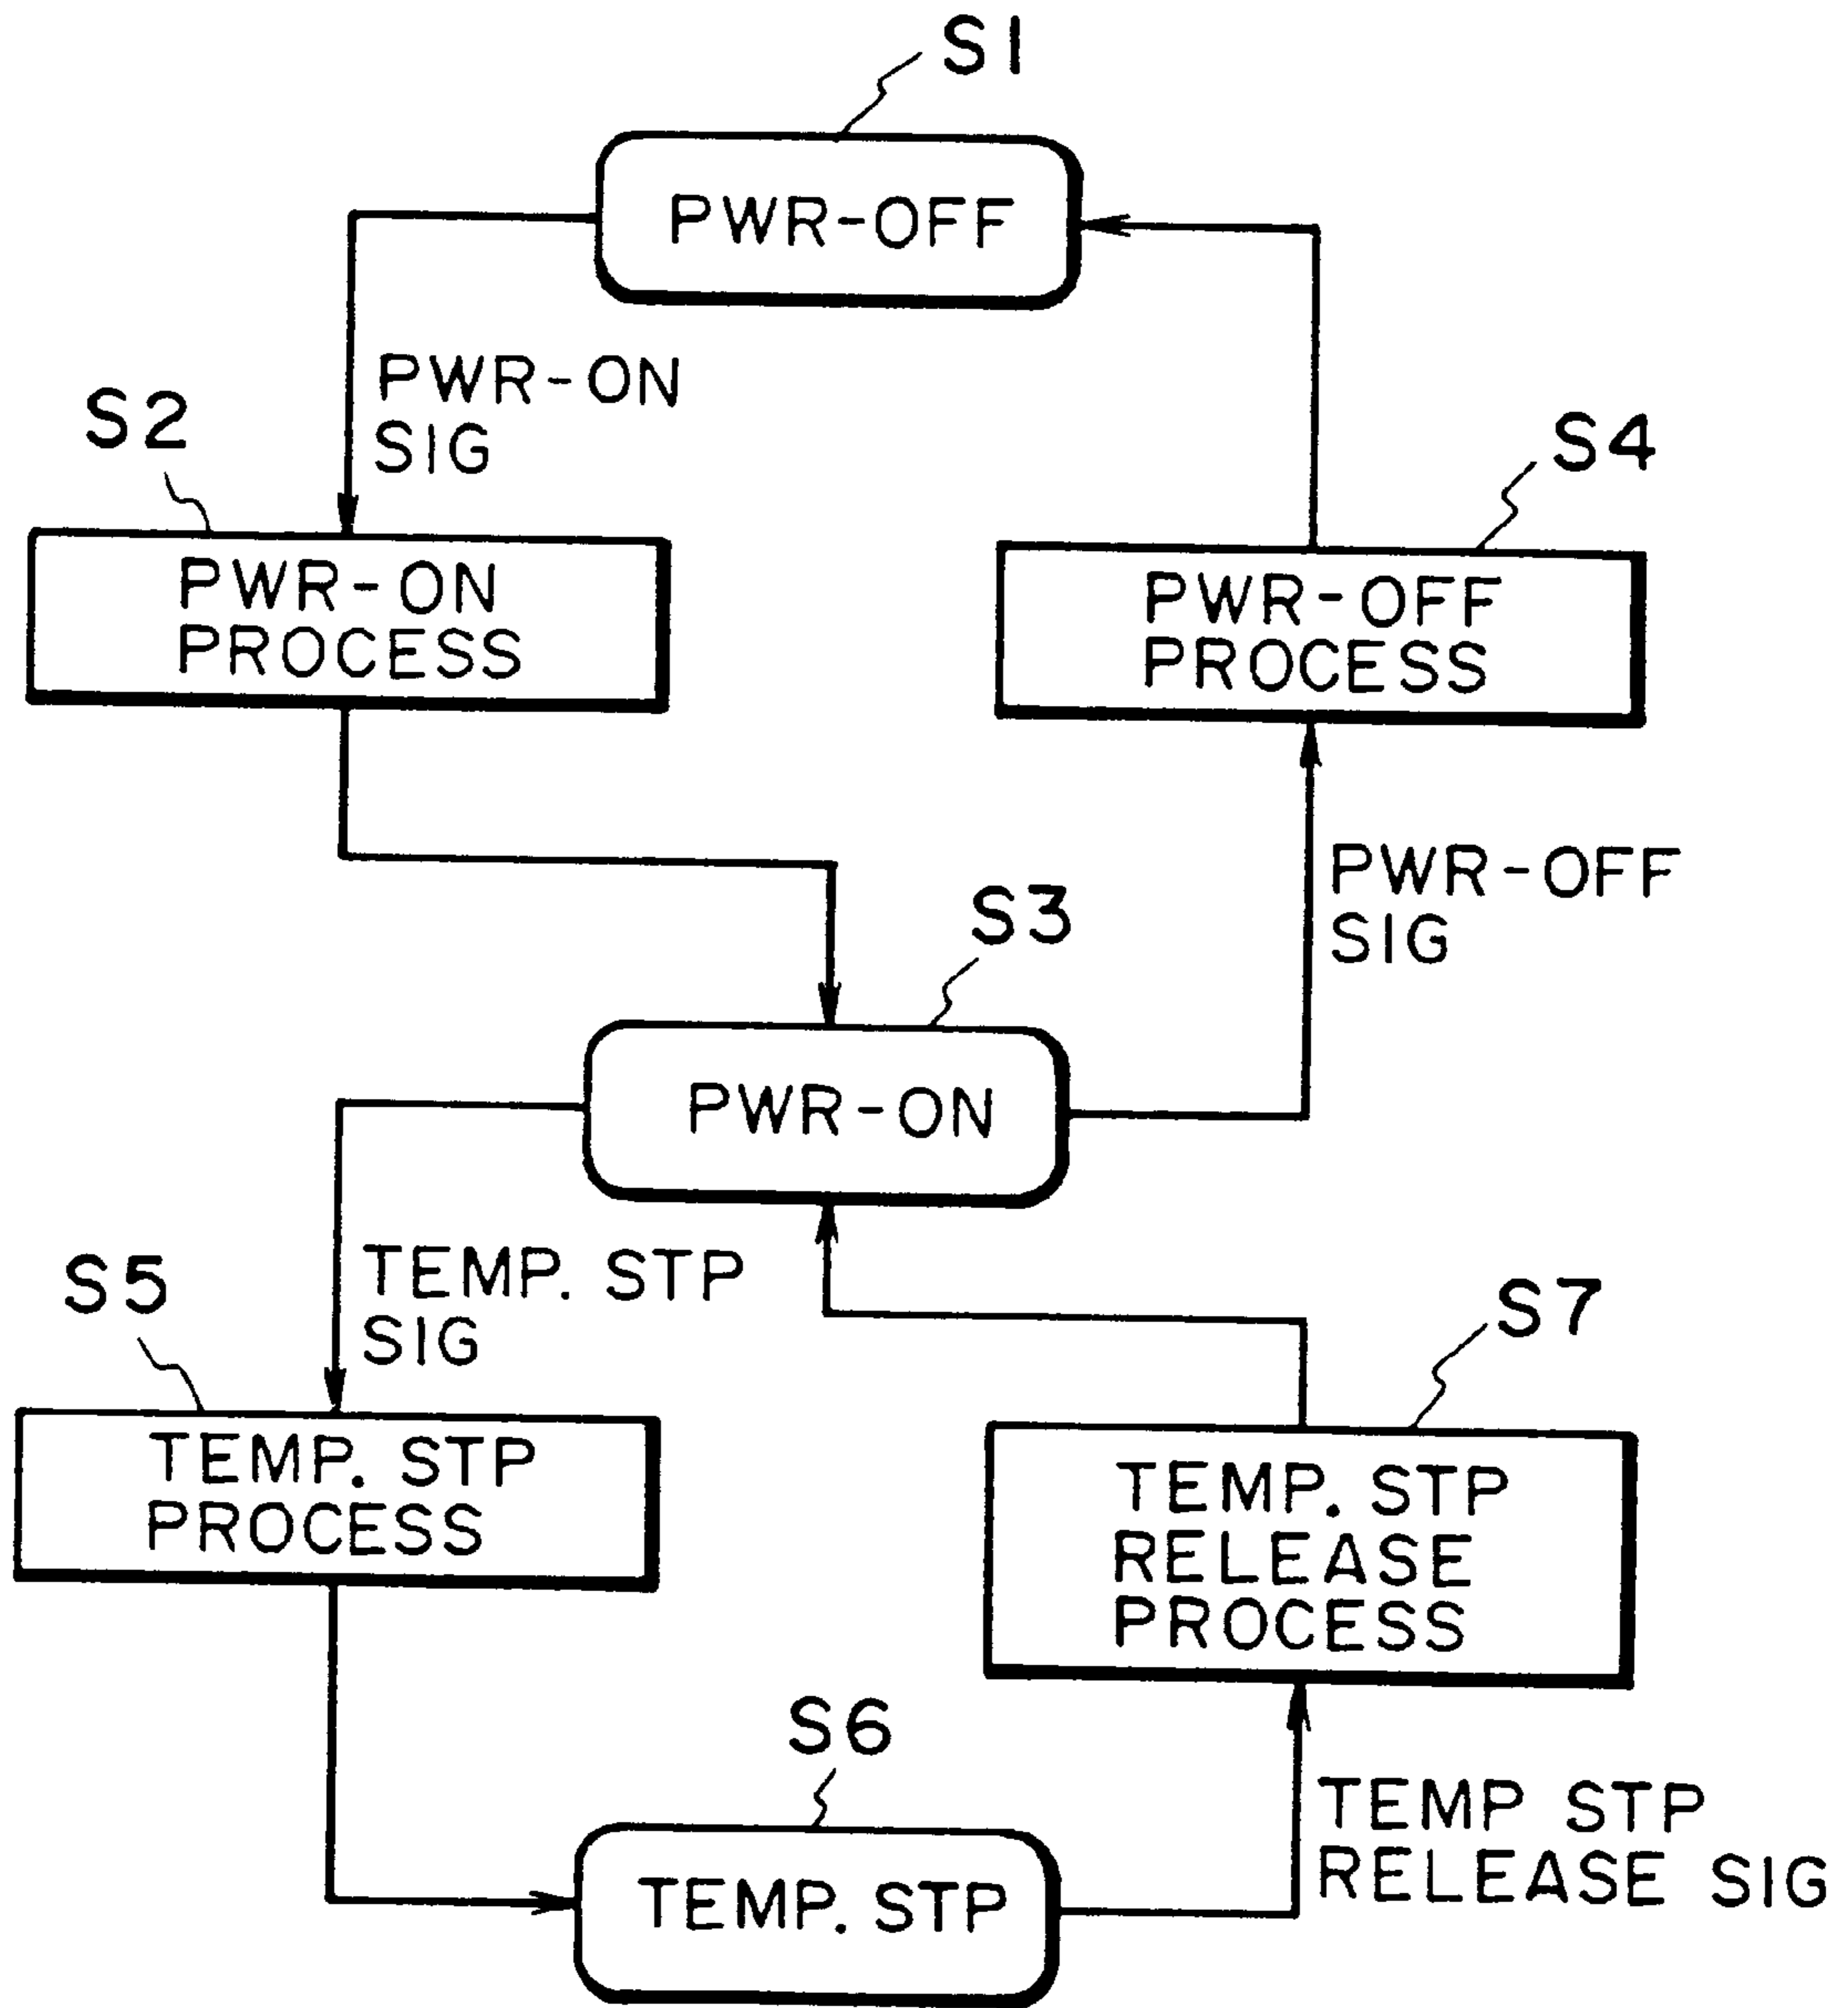 S1
PWR-OFF
PWR-ON
SIG
S2
S4
PWR-ON
PROCESS
PWR-OFF
PROCESS
PWR-OFF
SIG
S3
PWR-ON
TEMP. STP
SIG
S5
S7
TEMP. STP
PROCESS
TEMP. STP
RELEASE
PROCESS
S6
TEMP STP
RELEASE SIG
TEMP. STP